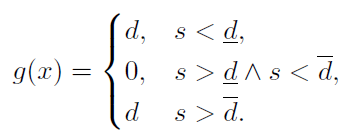 d, s < d̲,
g(x) = { 0, s > d̲ ∧ s < d̅,
d s > d̅.